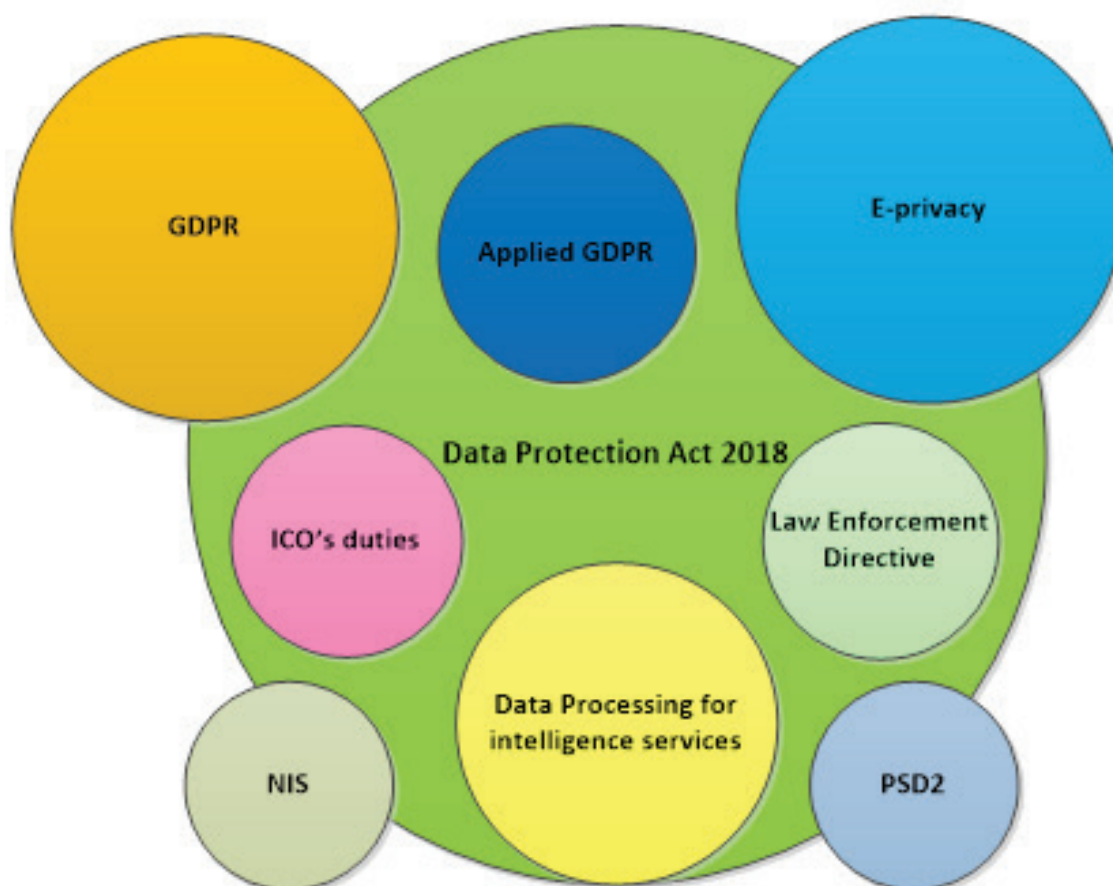 GDPR
E-privacy
Applied GDPR
Data Protection Act 2018
ICO's duties
Law Enforcement
Directive
Data Processing for
intelligence services
NIS
PSD2